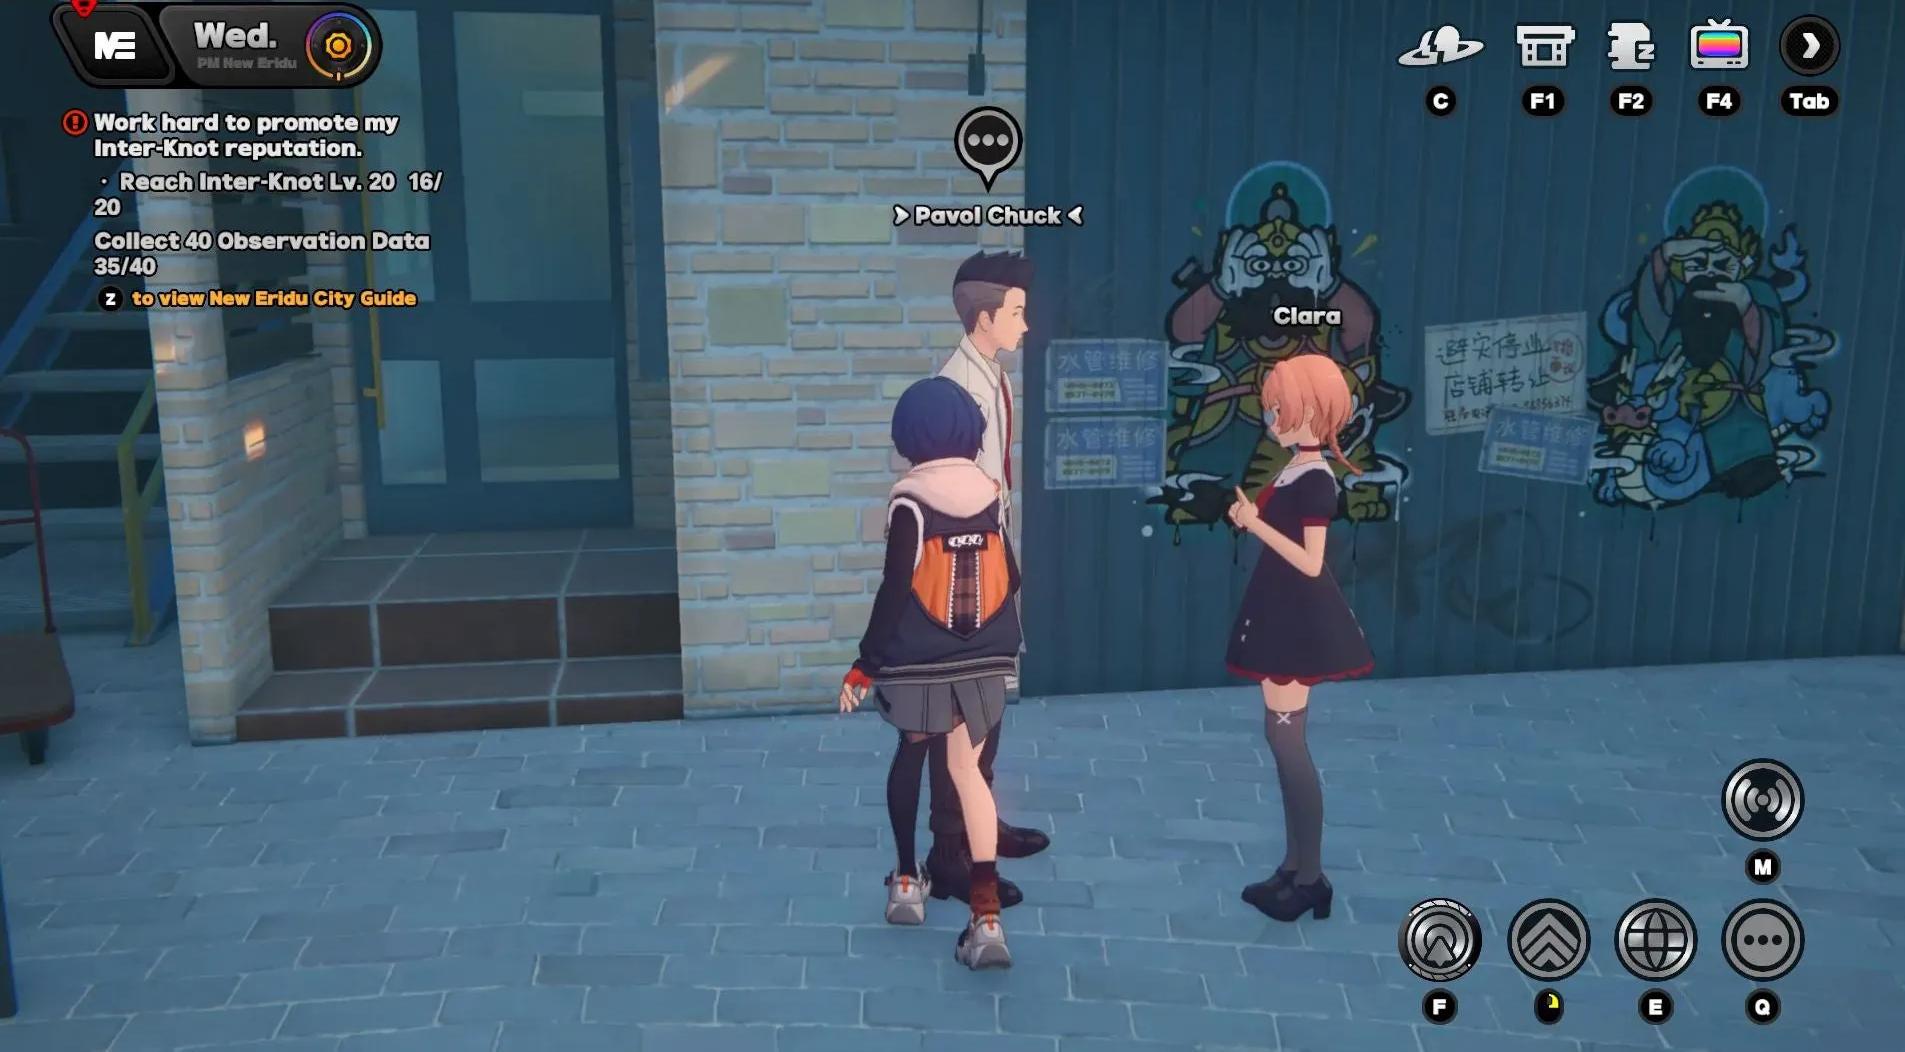 Wed.
PM New Eridu
Work hard to promote my
Inter-Knot reputation.
· Reach Inter-Knot Lv. 20 16/
20
Collect 40 Observation Data
35/40
Z to view New Eridu City Guide
C
F1
F2
F4
Tab
Pavol Chuck
Clara
水管维修
水管维修
避灾停业
店铺转让
水管维修
M
F
E
Q